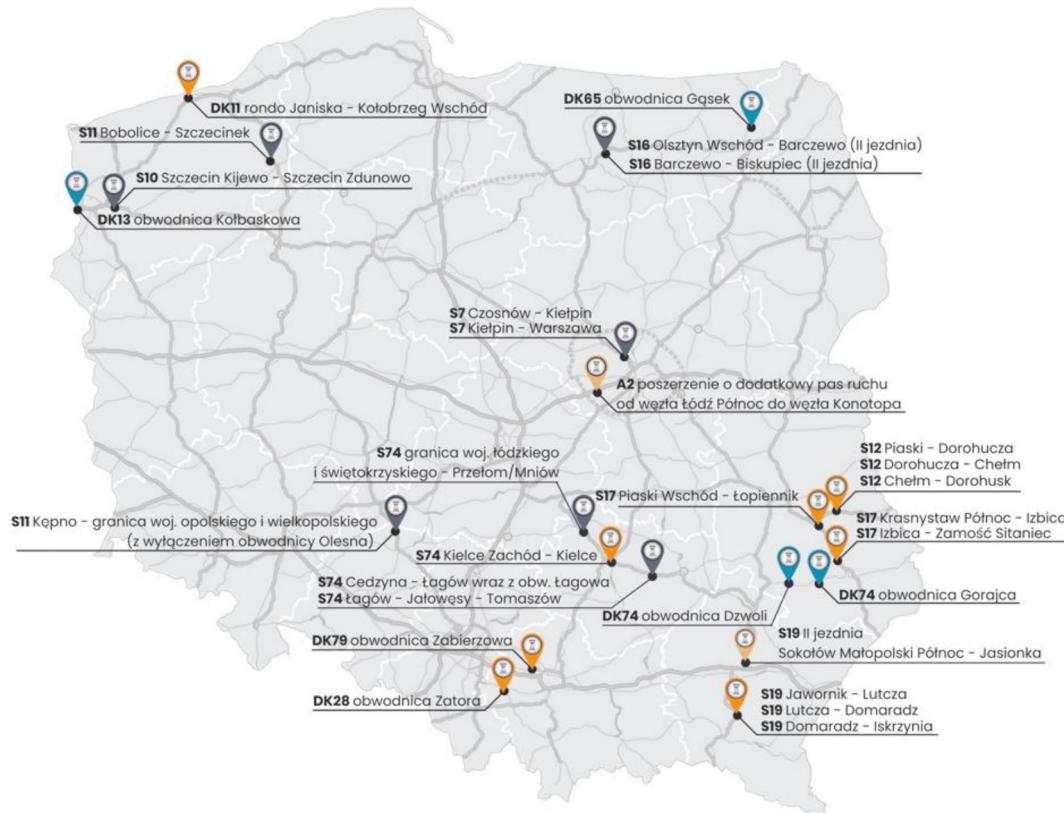 DK11 rondo Janiska - Kołobrzeg Wschód
DK65 obwodnica Gąsek
S11 Bobolice - Szczecinek
S16 Olsztyn Wschód - Barczewo (II jezdnia)
S16 Barczewo - Biskupiec (II jezdnia)
S10 Szczecin Kijewo - Szczecin Zdunowo
DK13 obwodnica Kołbaskowa
S7 Czosnów - Kiełpin
S7 Kiełpin - Warszawa
A2 poszerzenie o dodatkowy pas ruchu
od węzła Łódź Północ do węzła Konotopa
S74 granica woj. łódzkiego
i świętokrzyskiego - Przełom/Mniów
S12 Piaski - Dorohucza
S12 Dorohucza - Chełm
S12 Chełm - Dorohusk
S17 Piaski Wschód - Łopiennik
S11 Kępno - granica woj. opolskiego i wielkopolskiego
(z wyłączeniem obwodnicy Olesna)
S17 Krasnystaw Północ - Izbica
S17 Izbica - Zamość Sitaniec
S74 Kielce Zachód - Kielce
S74 Cedzyna - Łagów wraz z obw. Łagowa
S74 Łagów - Jałowęsy - Tomaszów
DK74 obwodnica Gorajca
DK74 obwodnica Dzwoli
DK79 obwodnica Zabierzowa
S19 II jezdnia
Sokołów Małopolski Północ - Jasionka
DK28 obwodnica Zatora
S19 Jawornik - Lutcza
S19 Lutcza - Domaradz
S19 Domaradz - Iskrzynia